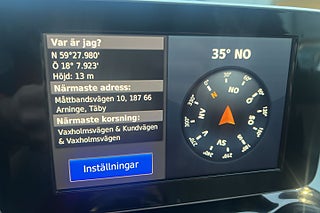 Var är jag?
N 59°27.980'
Ö 18° 7.923'
Höjd: 13 m
Närmaste adress:
Måttbandsvägen 10, 187 66
Arninge, Täby
Närmaste korsning:
Vaxholmsvägen & Kundvägen
& Vaxholmsvägen
Inställningar
35° NO
N
NO
O
SO
S
SV
V
NV